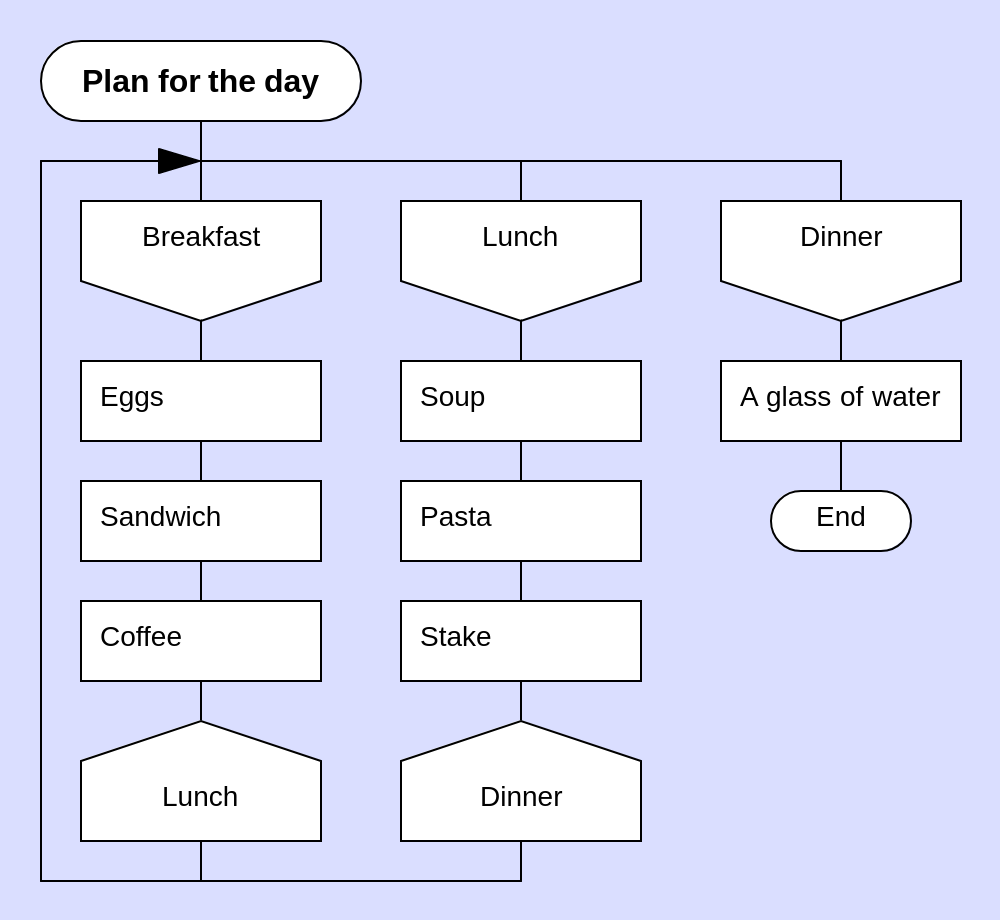 Plan for the day
Breakfast
Eggs
Sandwich
Coffee
Lunch
Lunch
Soup
Pasta
Stake
Dinner
Dinner
A glass of water
End